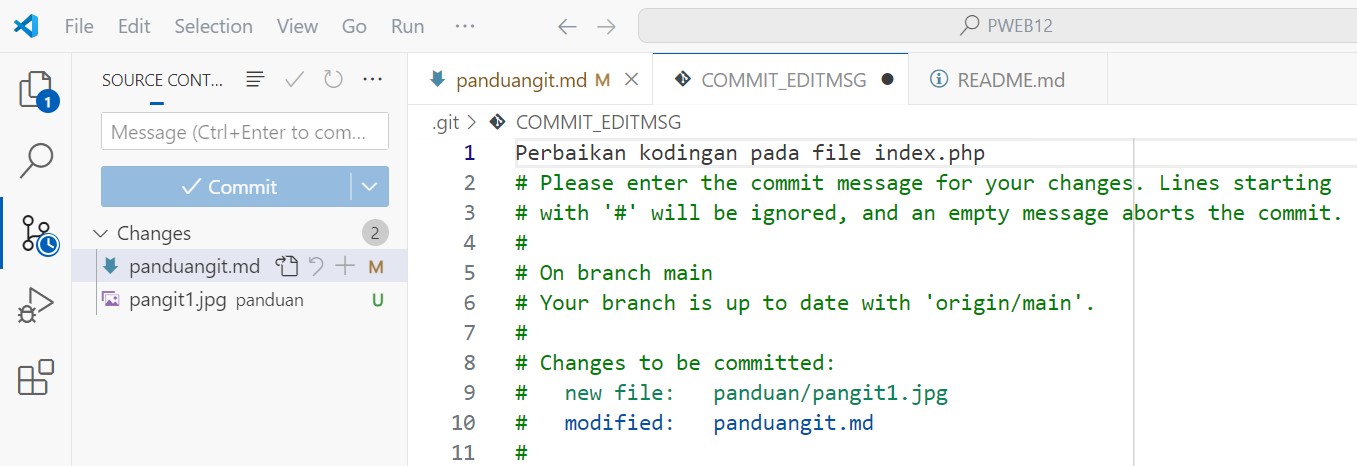 File Edit Selection View Go Run ··· PWEB12
1
SOURCE CONT... ···
panduangit.md M
COMMIT_EDITMSG
README.md
Message (Ctrl+Enter to com...
Commit
Changes 2
panduangit.md M
pangit1.jpg panduan U
.git > COMMIT_EDITMSG
1 Perbaikan kodingan pada file index.php
2 # Please enter the commit message for your changes. Lines starting
3 # with '#' will be ignored, and an empty message aborts the commit.
4 #
5 # On branch main
6 # Your branch is up to date with 'origin/main'.
7 #
8 # Changes to be committed:
9 #   new file:   panduan/pangit1.jpg
10 #   modified:   panduangit.md
11 #